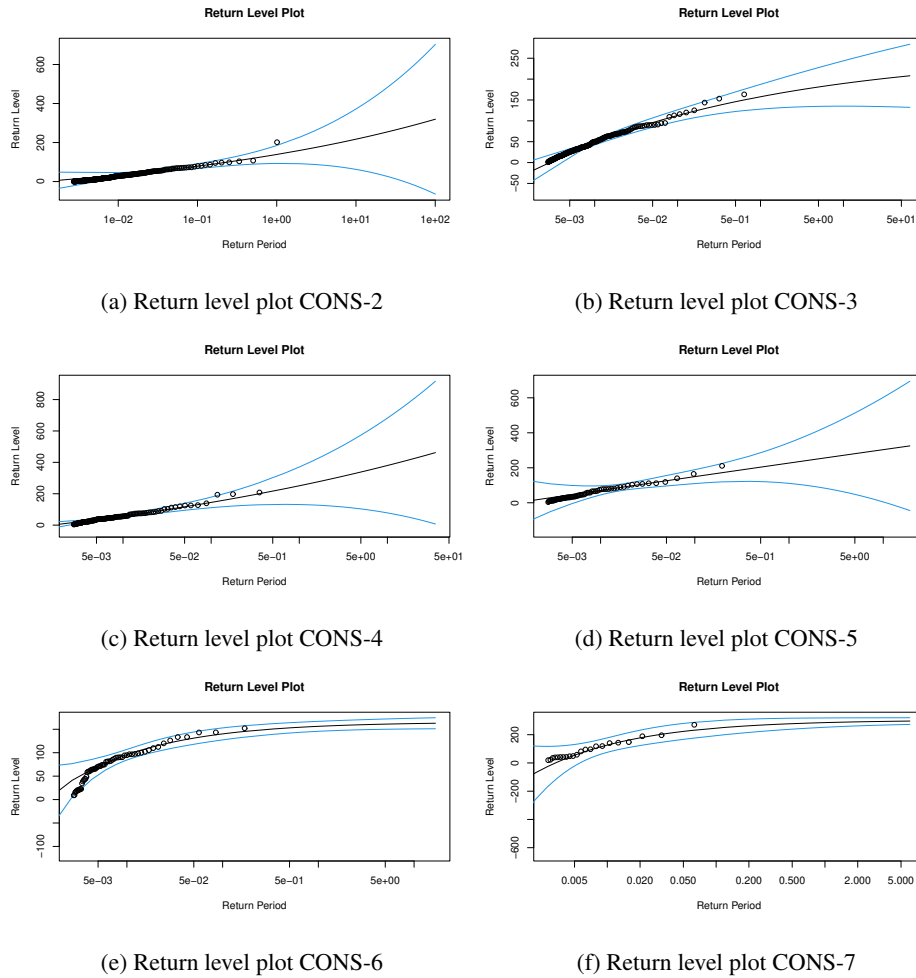 Return Level Plot
Return Level
0 200 400 600
1e−02 1e−01 1e+00 1e+01 1e+02
Return Period
(a) Return level plot CONS-2
Return Level Plot
Return Level
−50 0 50 150 250
5e−03 5e−02 5e−01 5e+00 5e+01
Return Period
(b) Return level plot CONS-3
Return Level Plot
Return Level
0 200 400 600 800
5e−03 5e−02 5e−01 5e+00 5e+01
Return Period
(c) Return level plot CONS-4
Return Level Plot
Return Level
0 200 400 600
5e−03 5e−02 5e−01 5e+00
Return Period
(d) Return level plot CONS-5
Return Level Plot
Return Level
−100 0 50 100
5e−03 5e−02 5e−01 5e+00
Return Period
(e) Return level plot CONS-6
Return Level Plot
Return Level
−600 −400 −200 0 200
0.005 0.020 0.050 0.200 0.500 2.000 5.000
Return Period
(f) Return level plot CONS-7